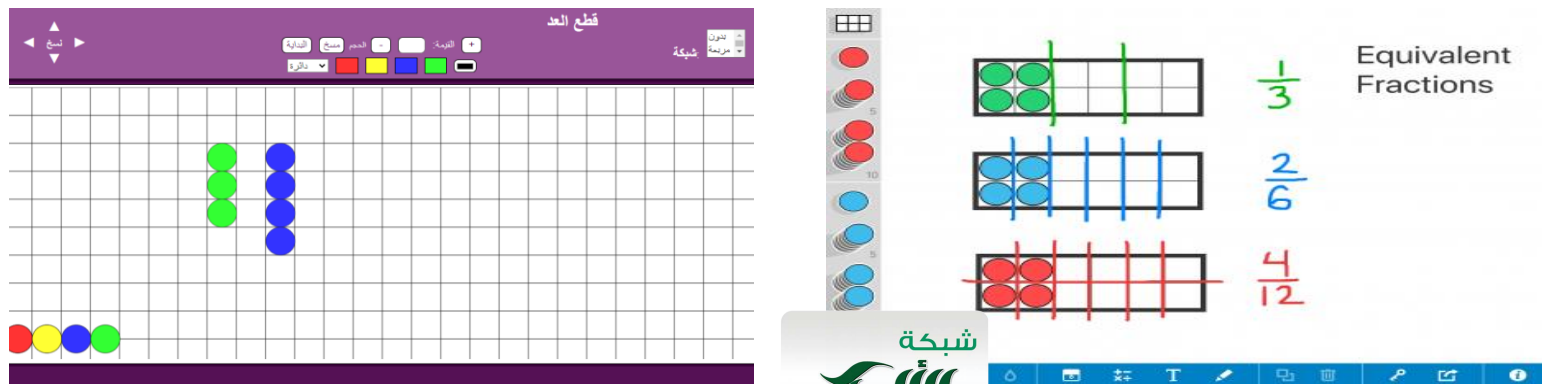 قطع العد
نسخ
+ القيمة: - الحجم مسح البداية
دائرة
بدون
مربعة
شبكة
5
10
5
Equivalent
Fractions
1
3
2
6
4
12
شبكة
T